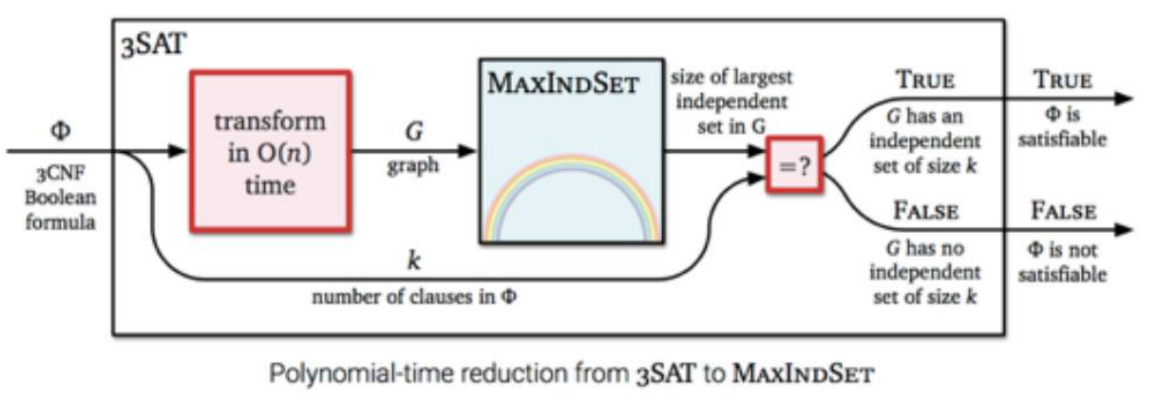 3SAT
Φ
3CNF
Boolean
formula
transform
in O(n)
time
G
graph
MAXINDSET
size of largest
independent
set in G
k
number of clauses in Φ
=?
TRUE
G has an
independent
set of size k
FALSE
G has no
independent
set of size k
TRUE
Φ is
satisfiable
FALSE
Φ is not
satisfiable
Polynomial-time reduction from 3SAT to MAXINDSET